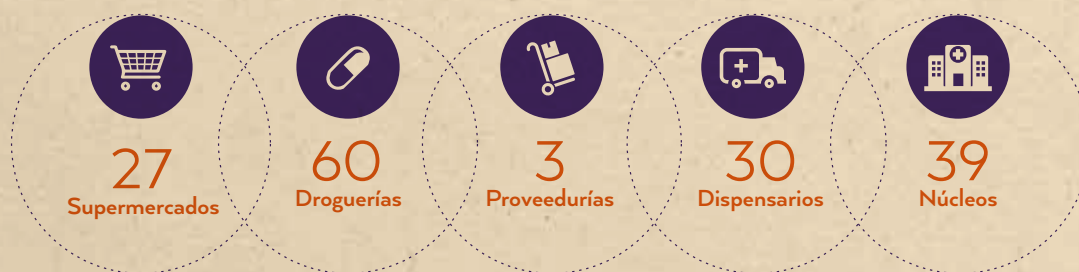 27
Supermercados
60
Droguerías
3
Proveedurías
30
Dispensarios
39
Núcleos